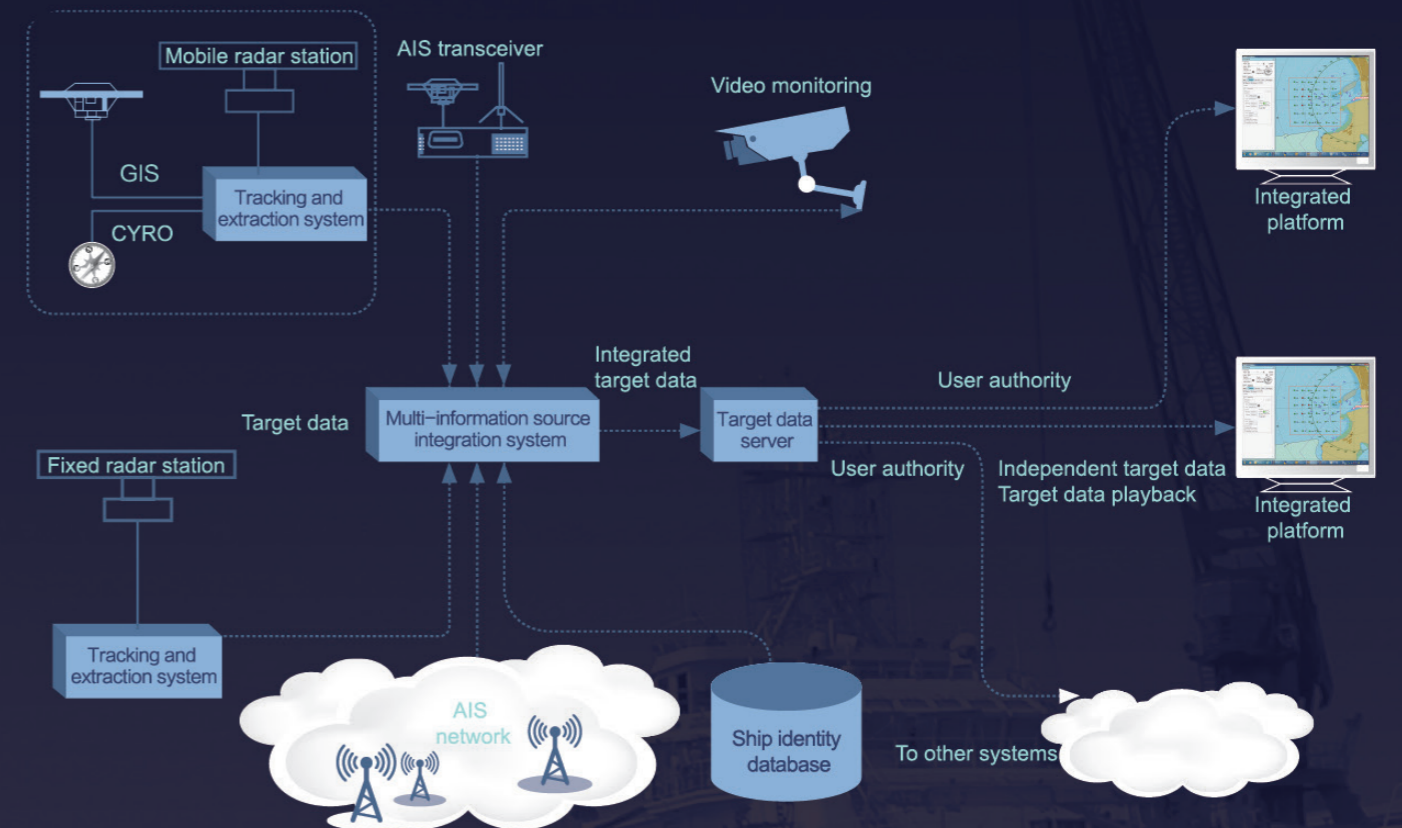 Mobile radar station
AIS transceiver
Video monitoring
GIS
Tracking and
extraction system
CYRO
Integrated
platform
Integrated
target data
User authority
Target data
Multi-information source
integration system
Target data
server
Fixed radar station
User authority
Independent target data
Target data playback
Integrated
platform
Tracking and
extraction system
AIS
network
Ship identity
database
To other systems